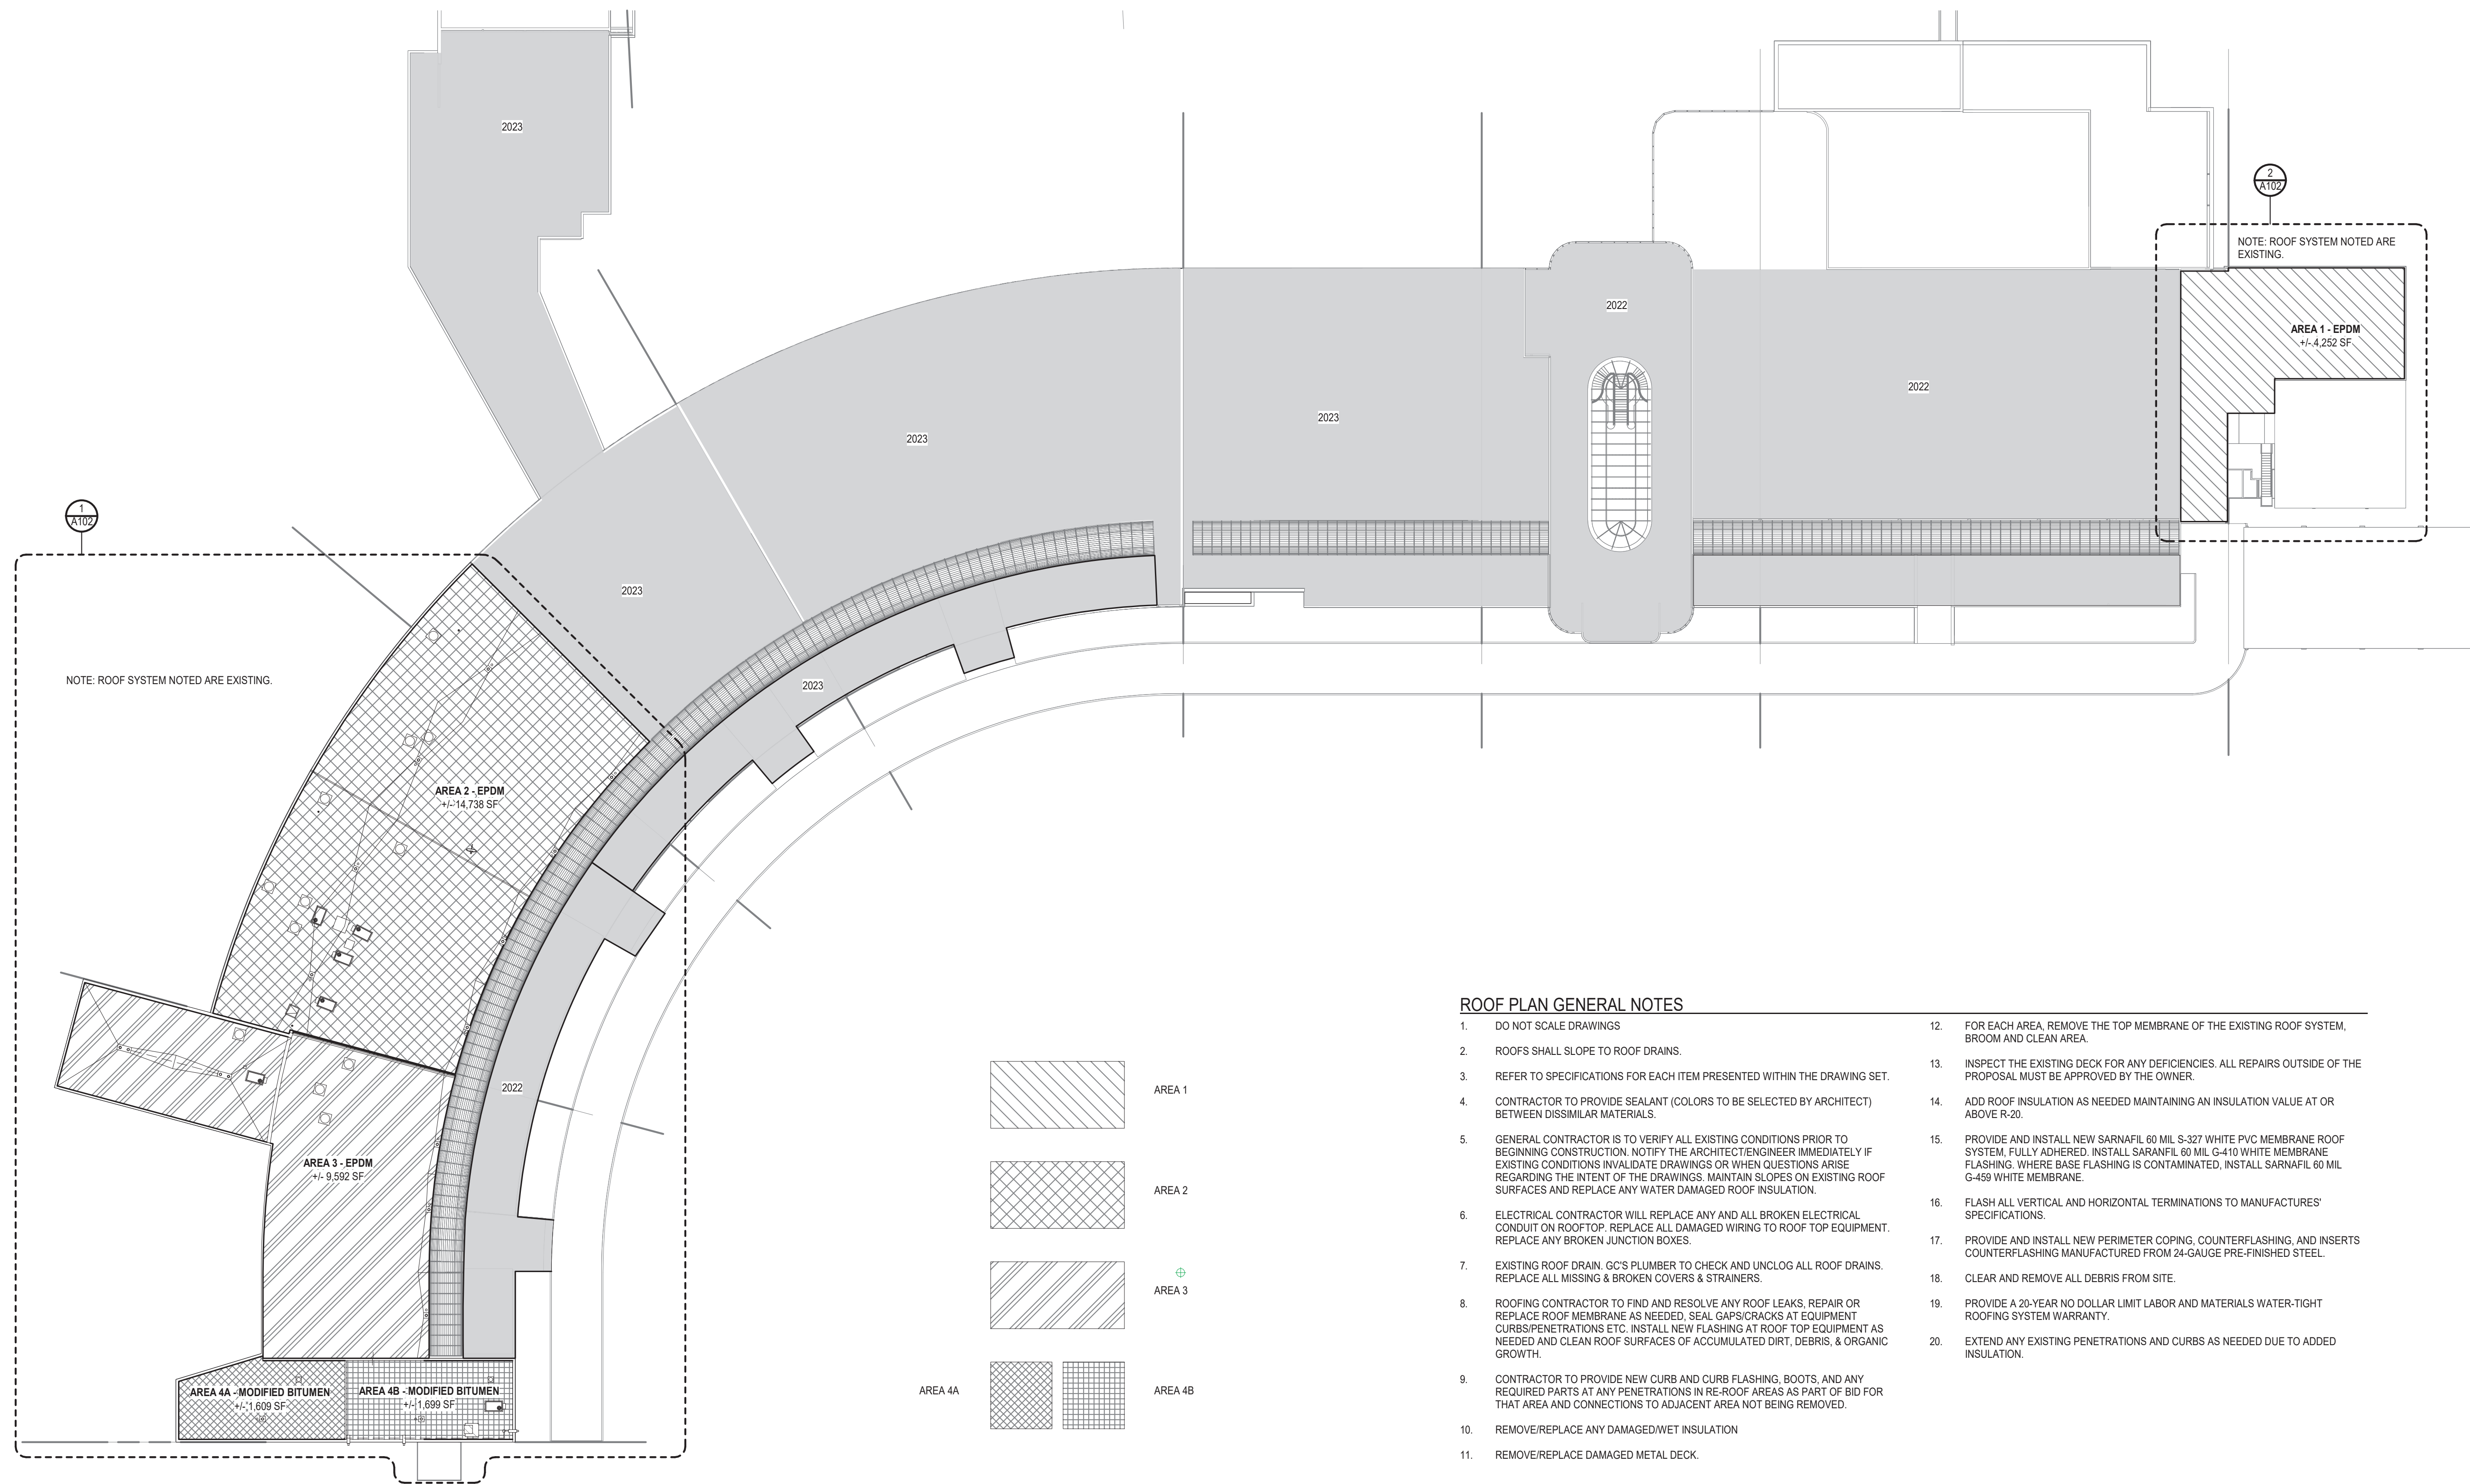 2023
2
A102
NOTE: ROOF SYSTEM NOTED ARE
EXISTING.
2022
AREA 1 - EPDM
+/- 4,252 SF
2022
2023
2023
1
A102
2023
NOTE: ROOF SYSTEM NOTED ARE EXISTING.
2023
AREA 2 - EPDM
+/- 14,738 SF
2022
AREA 3 - EPDM
+/- 9,592 SF
AREA 4A - MODIFIED BITUMEN
+/- 1,609 SF
AREA 4B - MODIFIED BITUMEN
+/- 1,699 SF
AREA 1
AREA 2
AREA 3
AREA 4A
AREA 4B
ROOF PLAN GENERAL NOTES
1. DO NOT SCALE DRAWINGS
2. ROOFS SHALL SLOPE TO ROOF DRAINS.
3. REFER TO SPECIFICATIONS FOR EACH ITEM PRESENTED WITHIN THE DRAWING SET.
4. CONTRACTOR TO PROVIDE SEALANT (COLORS TO BE SELECTED BY ARCHITECT)
BETWEEN DISSIMILAR MATERIALS.
5. GENERAL CONTRACTOR IS TO VERIFY ALL EXISTING CONDITIONS PRIOR TO
BEGINNING CONSTRUCTION. NOTIFY THE ARCHITECT/ENGINEER IMMEDIATELY IF
EXISTING CONDITIONS INVALIDATE DRAWINGS OR WHEN QUESTIONS ARISE
REGARDING THE INTENT OF THE DRAWINGS. MAINTAIN SLOPES ON EXISTING ROOF
SURFACES AND REPLACE ANY WATER DAMAGED ROOF INSULATION.
6. ELECTRICAL CONTRACTOR WILL REPLACE ANY AND ALL BROKEN ELECTRICAL
CONDUIT ON ROOFTOP. REPLACE ALL DAMAGED WIRING TO ROOF TOP EQUIPMENT.
REPLACE ANY BROKEN JUNCTION BOXES.
7. EXISTING ROOF DRAIN. GC'S PLUMBER TO CHECK AND UNCLOG ALL ROOF DRAINS.
REPLACE ALL MISSING & BROKEN COVERS & STRAINERS.
8. ROOFING CONTRACTOR TO FIND AND RESOLVE ANY ROOF LEAKS, REPAIR OR
REPLACE ROOF MEMBRANE AS NEEDED, SEAL GAPS/CRACKS AT EQUIPMENT
CURBS/PENETRATIONS ETC. INSTALL NEW FLASHING AT ROOF TOP EQUIPMENT AS
NEEDED AND CLEAN ROOF SURFACES OF ACCUMULATED DIRT, DEBRIS, & ORGANIC
GROWTH.
9. CONTRACTOR TO PROVIDE NEW CURB AND CURB FLASHING, BOOTS, AND ANY
REQUIRED PARTS AT ANY PENETRATIONS IN RE-ROOF AREAS AS PART OF BID FOR
THAT AREA AND CONNECTIONS TO ADJACENT AREA NOT BEING REMOVED.
10. REMOVE/REPLACE ANY DAMAGED/WET INSULATION
11. REMOVE/REPLACE DAMAGED METAL DECK.
12. FOR EACH AREA, REMOVE THE TOP MEMBRANE OF THE EXISTING ROOF SYSTEM,
BROOM AND CLEAN AREA.
13. INSPECT THE EXISTING DECK FOR ANY DEFICIENCIES. ALL REPAIRS OUTSIDE OF THE
PROPOSAL MUST BE APPROVED BY THE OWNER.
14. ADD ROOF INSULATION AS NEEDED MAINTAINING AN INSULATION VALUE AT OR
ABOVE R-20.
15. PROVIDE AND INSTALL NEW SARNAFIL 60 MIL S-327 WHITE PVC MEMBRANE ROOF
SYSTEM, FULLY ADHERED. INSTALL SARANFIL 60 MIL G-410 WHITE MEMBRANE
FLASHING. WHERE BASE FLASHING IS CONTAMINATED, INSTALL SARNAFIL 60 MIL
G-459 WHITE MEMBRANE.
16. FLASH ALL VERTICAL AND HORIZONTAL TERMINATIONS TO MANUFACTURES'
SPECIFICATIONS.
17. PROVIDE AND INSTALL NEW PERIMETER COPING, COUNTERFLASHING, AND INSERTS
COUNTERFLASHING MANUFACTURED FROM 24-GAUGE PRE-FINISHED STEEL.
18. CLEAR AND REMOVE ALL DEBRIS FROM SITE.
19. PROVIDE A 20-YEAR NO DOLLAR LIMIT LABOR AND MATERIALS WATER-TIGHT
ROOFING SYSTEM WARRANTY.
20. EXTEND ANY EXISTING PENETRATIONS AND CURBS AS NEEDED DUE TO ADDED
INSULATION.